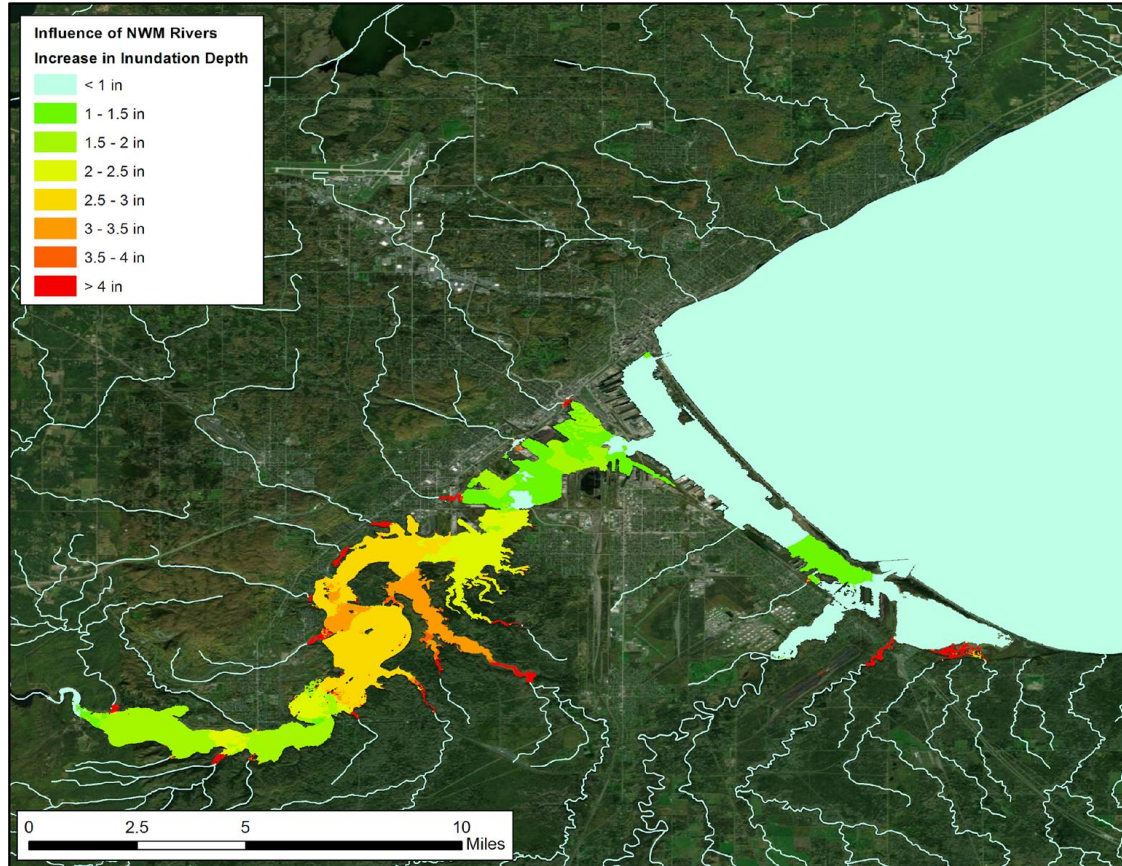 Influence of NWM Rivers
Increase in Inundation Depth
< 1 in
1 - 1.5 in
1.5 - 2 in
2 - 2.5 in
2.5 - 3 in
3 - 3.5 in
3.5 - 4 in
> 4 in
0 2.5 5 10
Miles